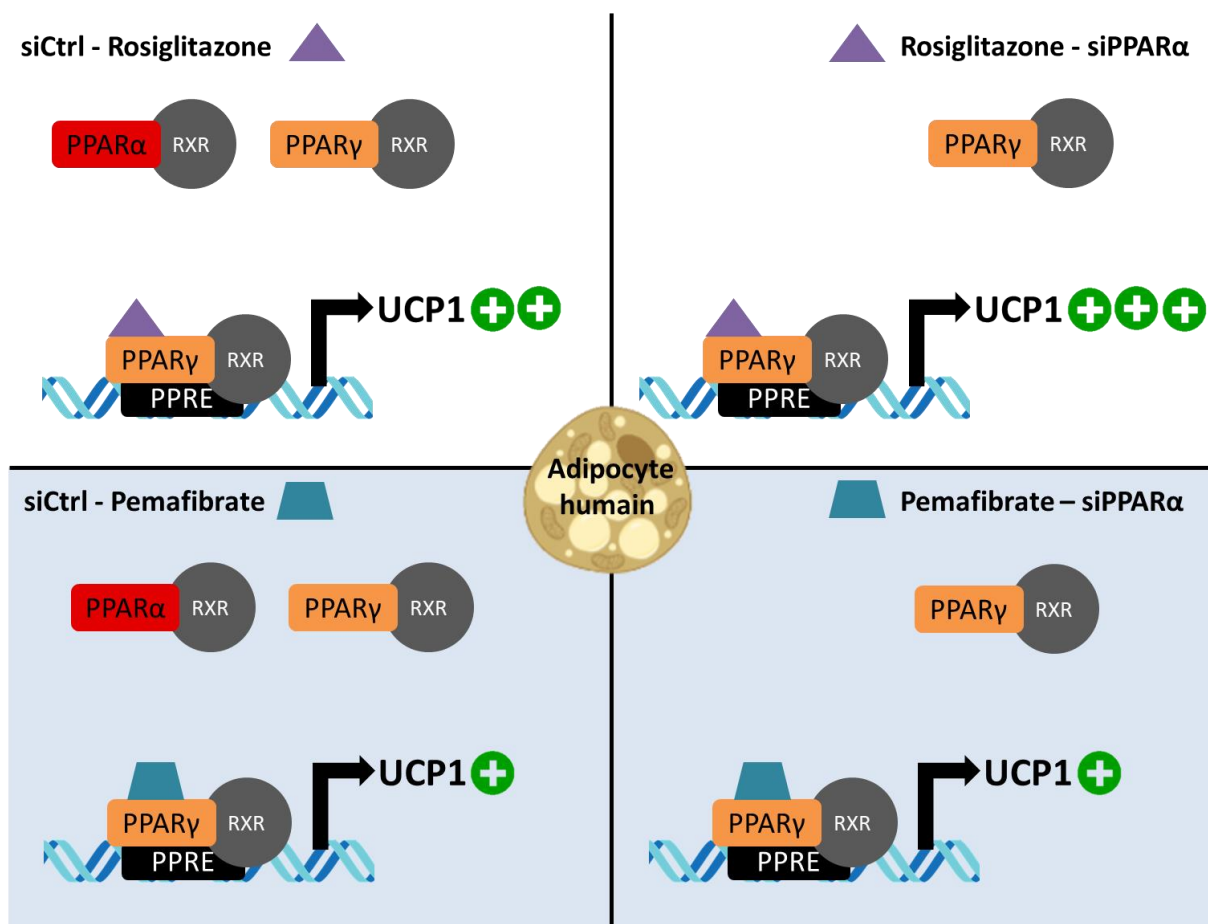 siCtrl - Rosiglitazone
PPARα RXR PPARγ RXR
UCP1
PPARγ RXR
PPRE
Rosiglitazone - siPPARα
PPARγ RXR
UCP1
PPARγ RXR
PPRE
Adipocyte
humain
siCtrl - Pemafibrate
PPARα RXR PPARγ RXR
UCP1
PPARγ RXR
PPRE
Pemafibrate – siPPARα
PPARγ RXR
UCP1
PPARγ RXR
PPRE